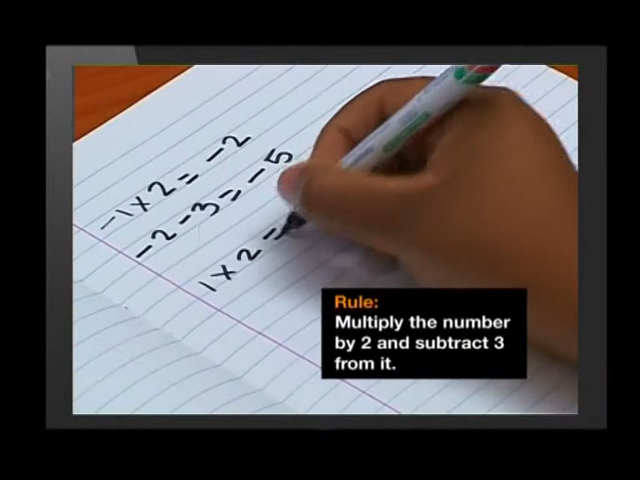 -1 x 2 = -2
-2 - 3 = -5
1 x 2 =
Rule:
Multiply the number
by 2 and subtract 3
from it.